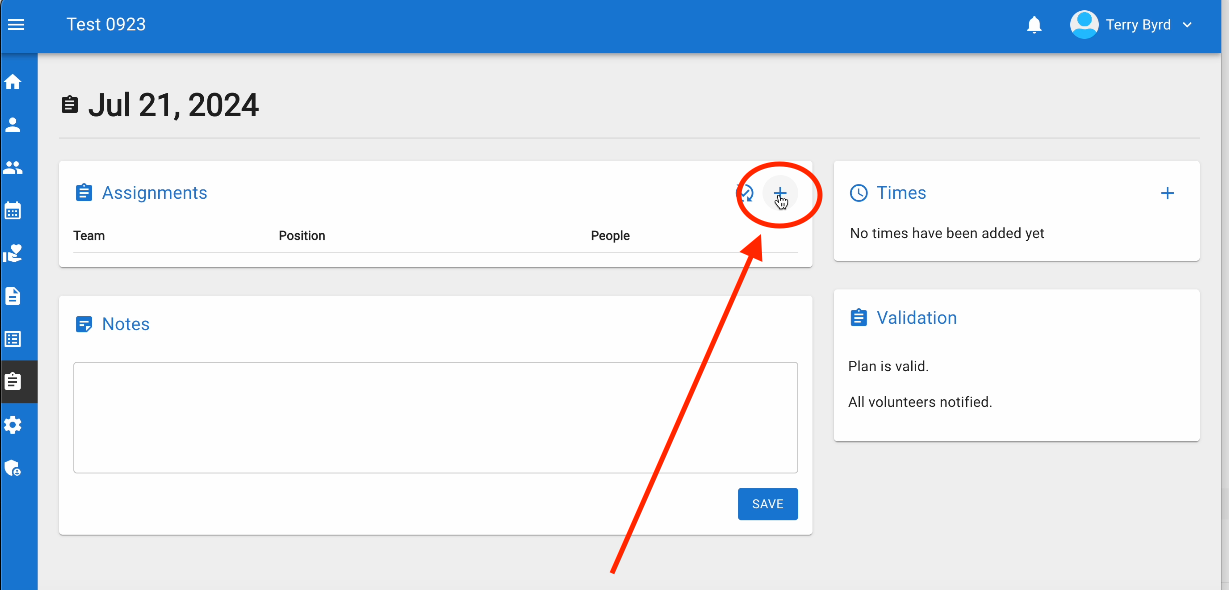 Test 0923
Terry Byrd
Jul 21, 2024
Assignments
Team Position People
Notes
SAVE
Times
No times have been added yet
Validation
Plan is valid.
All volunteers notified.